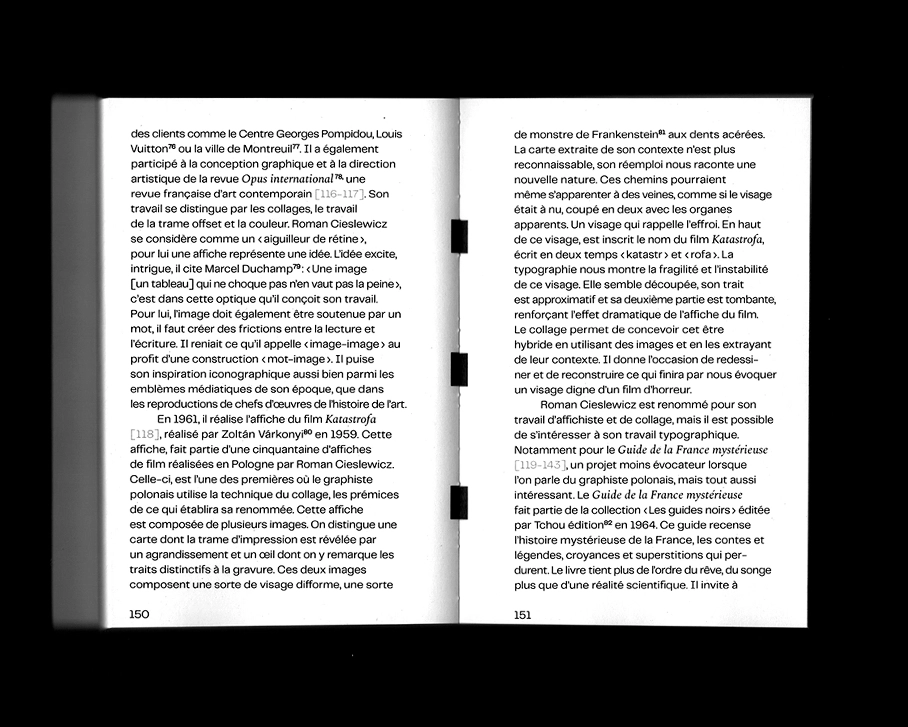 des clients comme le Centre Georges Pompidou, Louis
Vuitton⁷⁶ ou la ville de Montreuil⁷⁷. Il a également
participé à la conception graphique et à la direction
artistique de la revue Opus international⁷⁸, une
revue française d'art contemporain [116-117]. Son
travail se distingue par les collages, le travail
de la trame offset et la couleur. Roman Cieslewicz
se considère comme un ‹ aiguilleur de rétine ›,
pour lui une affiche représente une idée. L'idée excite,
intrigue, il cite Marcel Duchamp⁷⁹ : ‹ Une image
[un tableau] qui ne choque pas n'en vaut pas la peine ›,
c'est dans cette optique qu'il conçoit son travail.
Pour lui, l'image doit également être soutenue par un
mot, il faut créer des frictions entre la lecture et
l'écriture. Il reniait ce qu'il appelle ‹ image-image › au
profit d'une construction ‹ mot-image ›. Il puise
son inspiration iconographique aussi bien parmi les
emblèmes médiatiques de son époque, que dans
les reproductions de chefs d'œuvres de l'histoire de l'art.
En 1961, il réalise l'affiche du film Katastrofa
[118], réalisé par Zoltán Várkonyi⁸⁰ en 1959. Cette
affiche, fait partie d'une cinquantaine d'affiches
de film réalisées en Pologne par Roman Cieslewicz.
Celle-ci, est l'une des premières où le graphiste
polonais utilise la technique du collage, les prémices
de ce qui établira sa renommée. Cette affiche
est composée de plusieurs images. On distingue une
carte dont la trame d'impression est révélée par
un agrandissement et un œil dont on y remarque les
traits distinctifs à la gravure. Ces deux images
composent une sorte de visage difforme, une sorte
150
de monstre de Frankenstein⁸¹ aux dents acérées.
La carte extraite de son contexte n'est plus
reconnaissable, son réemploi nous raconte une
nouvelle nature. Ces chemins pourraient
même s'apparenter à des veines, comme si le visage
était à nu, coupé en deux avec les organes
apparents. Un visage qui rappelle l'effroi. En haut
de ce visage, est inscrit le nom du film Katastrofa,
écrit en deux temps ‹ katastr › et ‹ rofa ›. La
typographie nous montre la fragilité et l'instabilité
de ce visage. Elle semble découpée, son trait
est approximatif et sa deuxième partie est tombante,
renforçant l'effet dramatique de l'affiche du film.
Le collage permet de concevoir cet être
hybride en utilisant des images et en les extrayant
de leur contexte. Il donne l'occasion de redessi-
ner et de reconstruire ce qui finira par nous évoquer
un visage digne d'un film d'horreur.
Roman Cieslewicz est renommé pour son
travail d'affichiste et de collage, mais il est possible
de s'intéresser à son travail typographique.
Notamment pour le Guide de la France mystérieuse
[119-143], un projet moins évocateur lorsque
l'on parle du graphiste polonais, mais tout aussi
intéressant. Le Guide de la France mystérieuse
fait partie de la collection ‹ Les guides noirs › éditée
par Tchou édition⁸² en 1964. Ce guide recense
l'histoire mystérieuse de la France, les contes et
légendes, croyances et superstitions qui per-
durent. Le livre tient plus de l'ordre du rêve, du songe
plus que d'une réalité scientifique. Il invite à
151